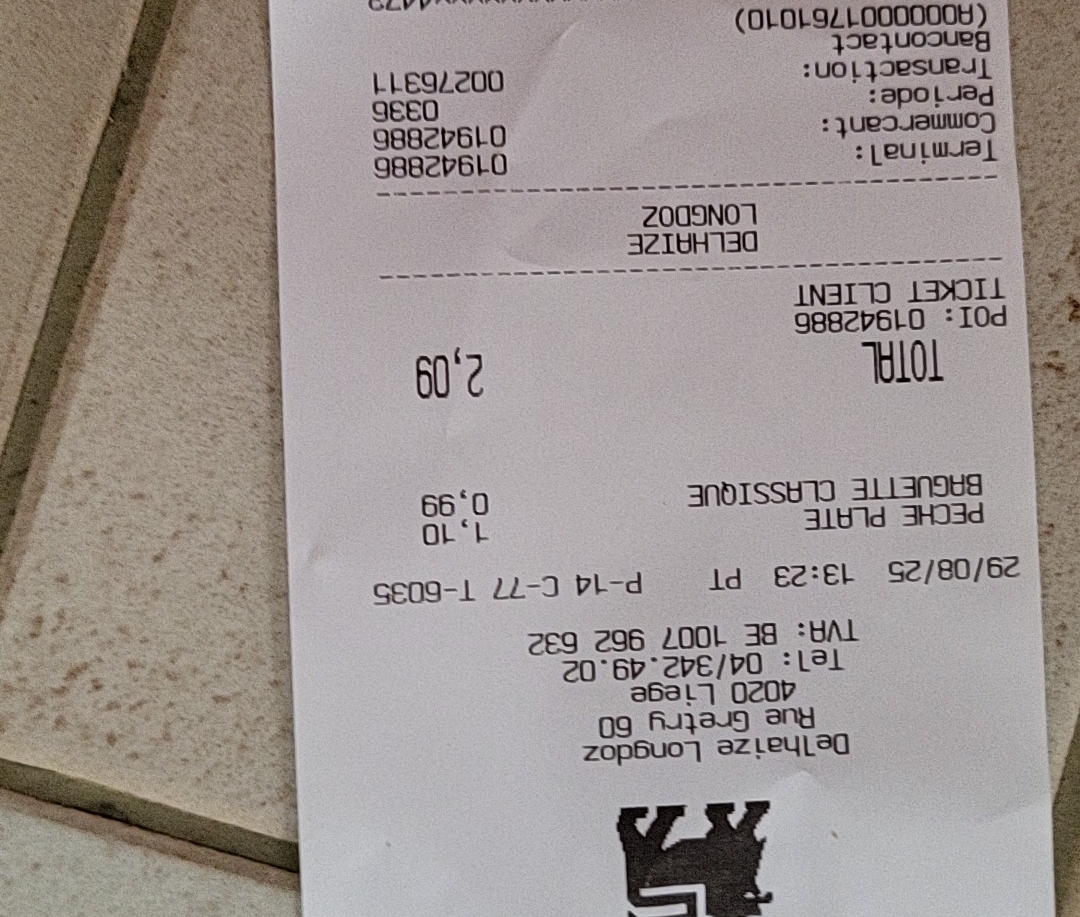 Delhaize Longdoz
Rue Gretry 60
4020 Liege
Tel: 04/342.49.02
TVA: BE 1007 962 632
29/08/25 13:23 PT P-14 C-77 T-6035
PECHE PLATE 1,10
BAGUETTE CLASSIQUE 0,99
TOTAL 2,09
POI: 01942886
TICKET CLIENT
DELHAIZE
LONGDOZ
Terminal: 01942886
Commercant: 01942886
Periode: 0336
Transaction: 00276311
Bancontact
(A0000001761010)